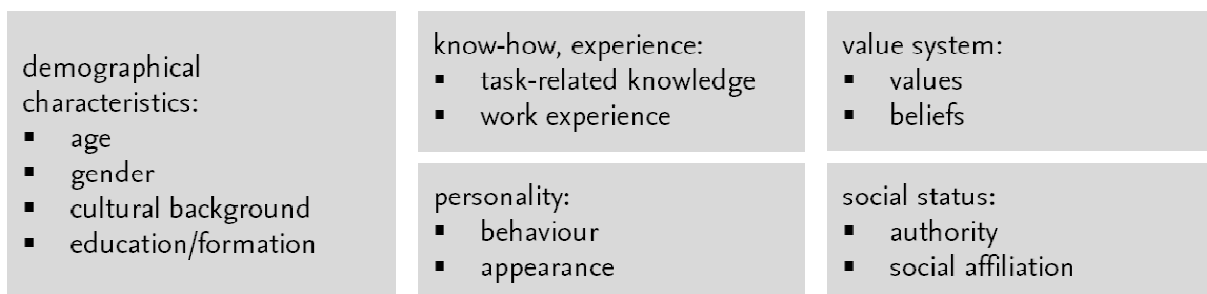 demographical
characteristics:
▪ age
▪ gender
▪ cultural background
▪ education/formation
know-how, experience:
▪ task-related knowledge
▪ work experience
personality:
▪ behaviour
▪ appearance
value system:
▪ values
▪ beliefs
social status:
▪ authority
▪ social affiliation